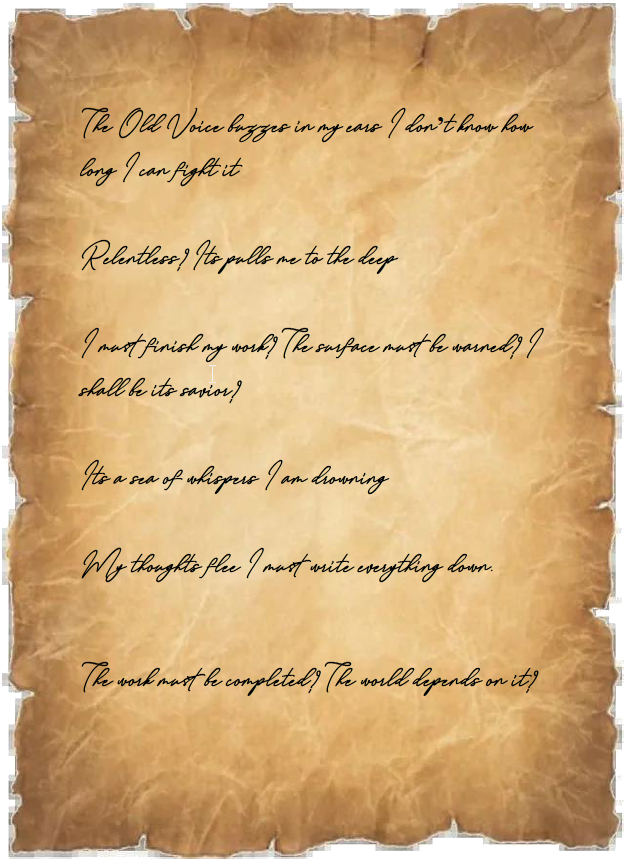 The Old Voice buzzes in my ears I don't know how
long I can fight it
Relentless? Its pulls me to the deep
I must finish my work? The surface must be warned? I
shall be its savior?
Its a sea of whispers I am drowning
My thoughts flee I must write everything down.
The work must be completed? The world depends on it?